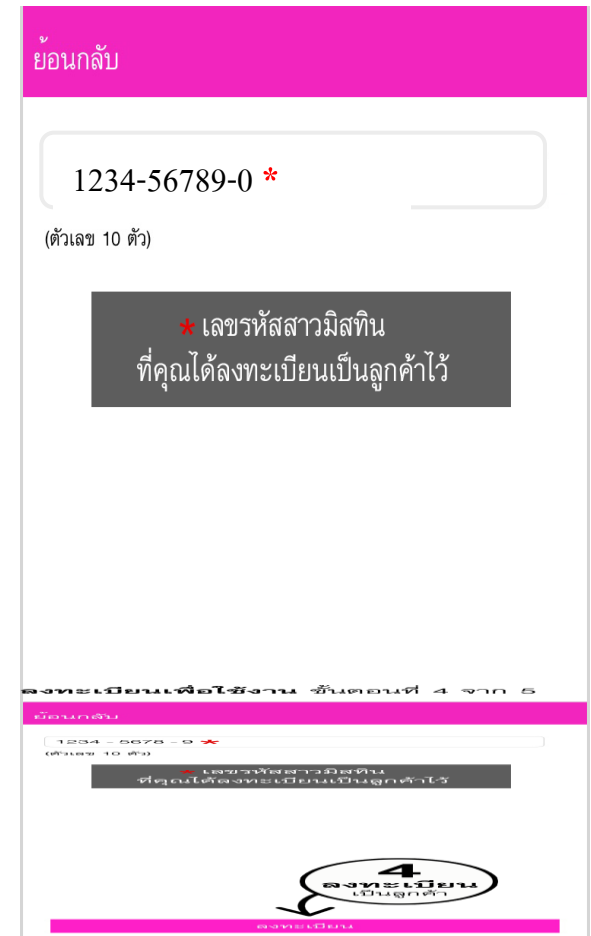 ย้อนกลับ
1234-56789-0 *
(ตัวเลข 10 ตัว)
* เลขรหัสสาวมิสทิน
ที่คุณได้ลงทะเบียนเป็นลูกค้าไว้
ลงทะเบียนเพื่อใช้งาน ขั้นตอนที่ 4 จาก 5
ย้อนกลับ
1234 - 5678 - 9 *
(ตัวเลข 10 ตัว)
* เลขรหัสสาวมิสทิน
ที่คุณได้ลงทะเบียนเป็นลูกค้าไว้
4
ลงทะเบียน
เป็นลูกค้า
ลงทะเบียน